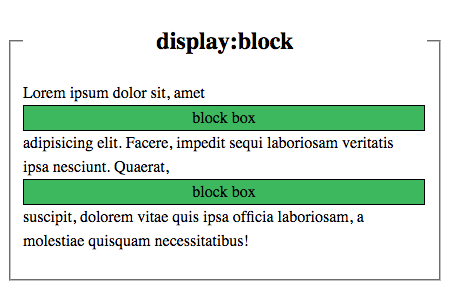 display:block
Lorem ipsum dolor sit, amet
block box
adipisicing elit. Facere, impedit sequi laboriosam veritatis
ipsa nesciunt. Quaerat,
block box
suscipit, dolorem vitae quis ipsa officia laboriosam, a
molestiae quisquam necessitatibus!